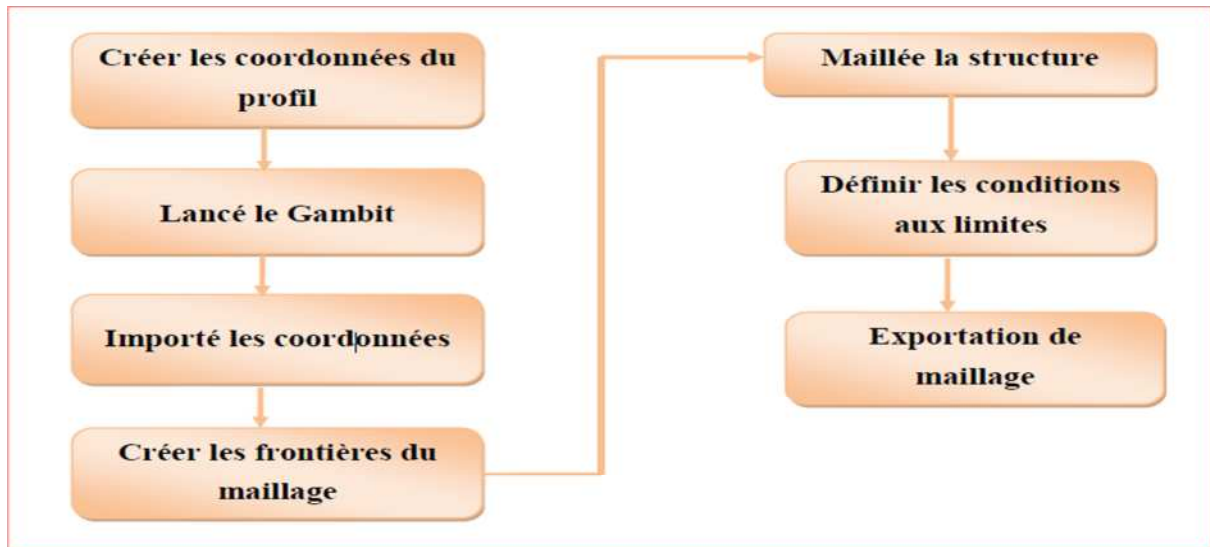 Créer les coordonnées du
profil
Lancé le Gambit
Importé les coordonnées
Créer les frontières du
maillage
Maillée la structure
Définir les conditions
aux limites
Exportation de
maillage